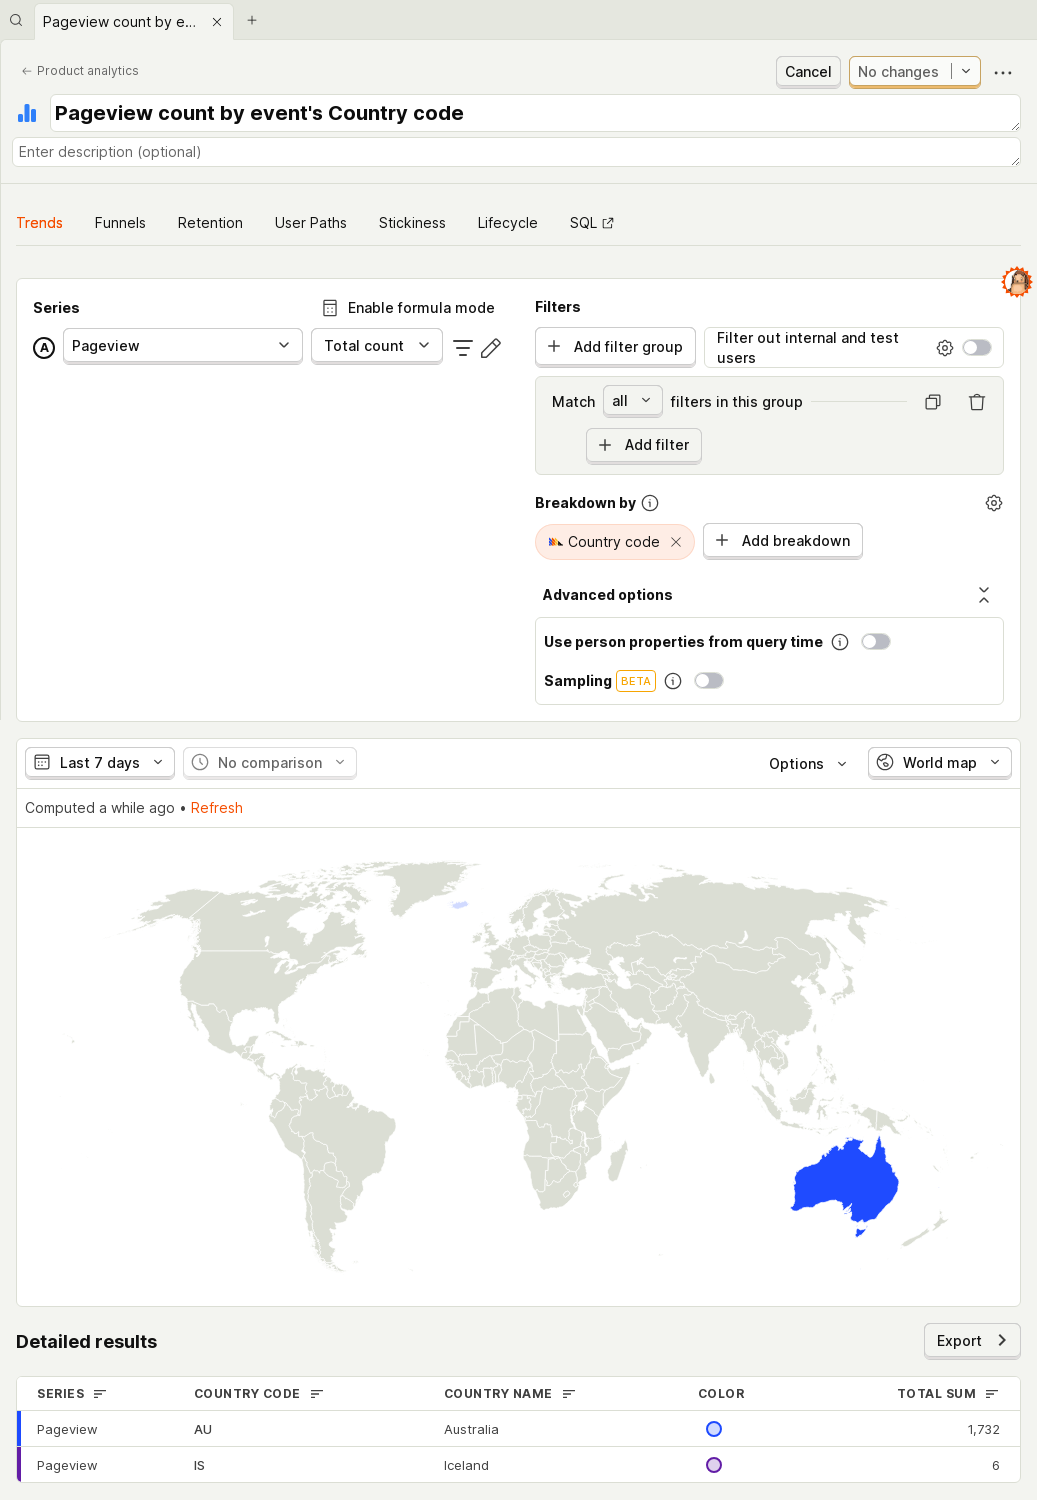 Pageview count by e...
Product analytics
Cancel
No changes
Pageview count by event's Country code
Enter description (optional)
Trends
Funnels
Retention
User Paths
Stickiness
Lifecycle
SQL
Series
Enable formula mode
A
Pageview
Total count
Filters
Add filter group
Filter out internal and test
users
Match
all
filters in this group
Add filter
Breakdown by
Country code
Add breakdown
Advanced options
Use person properties from query time
Sampling
BETA
Last 7 days
No comparison
Options
World map
Computed a while ago • Refresh
Detailed results
Export
SERIES
COUNTRY CODE
COUNTRY NAME
COLOR
TOTAL SUM
Pageview
AU
Australia
1,732
Pageview
IS
Iceland
6